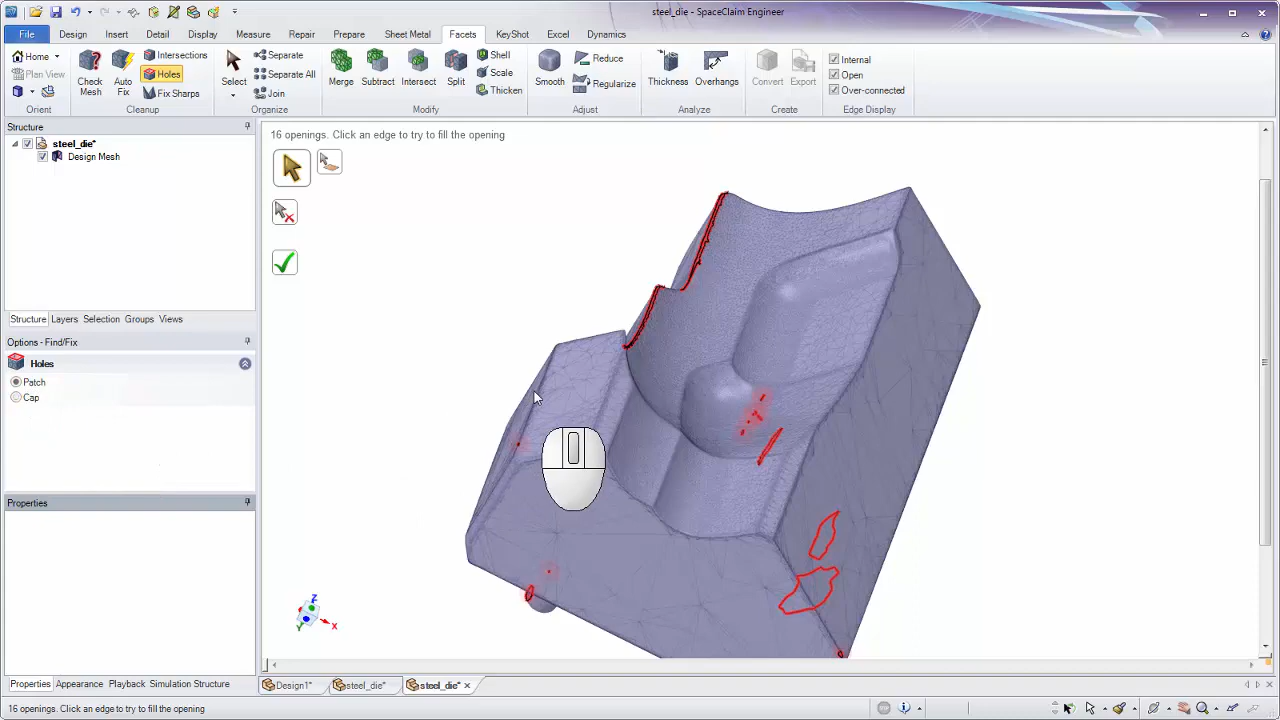 steel_die - SpaceClaim Engineer
File Design Insert Detail Display Measure Repair Prepare Sheet Metal Facets KeyShot Excel Dynamics
Home
Plan View
Orient
Check Mesh
Auto Fix
Intersections
Holes
Fix Sharps
Cleanup
Select
Separate
Separate All
Join
Organize
Merge
Subtract
Intersect
Split
Shell
Scale
Thicken
Modify
Smooth
Reduce
Regularize
Adjust
Thickness
Overhangs
Analyze
Convert
Export
Create
Internal
Open
Over-connected
Edge Display
Structure
steel_die*
Design Mesh
Structure Layers Selection Groups Views
Options - Find/Fix
Holes
Patch
Cap
Properties
Properties Appearance Playback Simulation Structure
16 openings. Click an edge to try to fill the opening
Z
X
Y
Design1* steel_die* steel_die*
16 openings. Click an edge to try to fill the opening